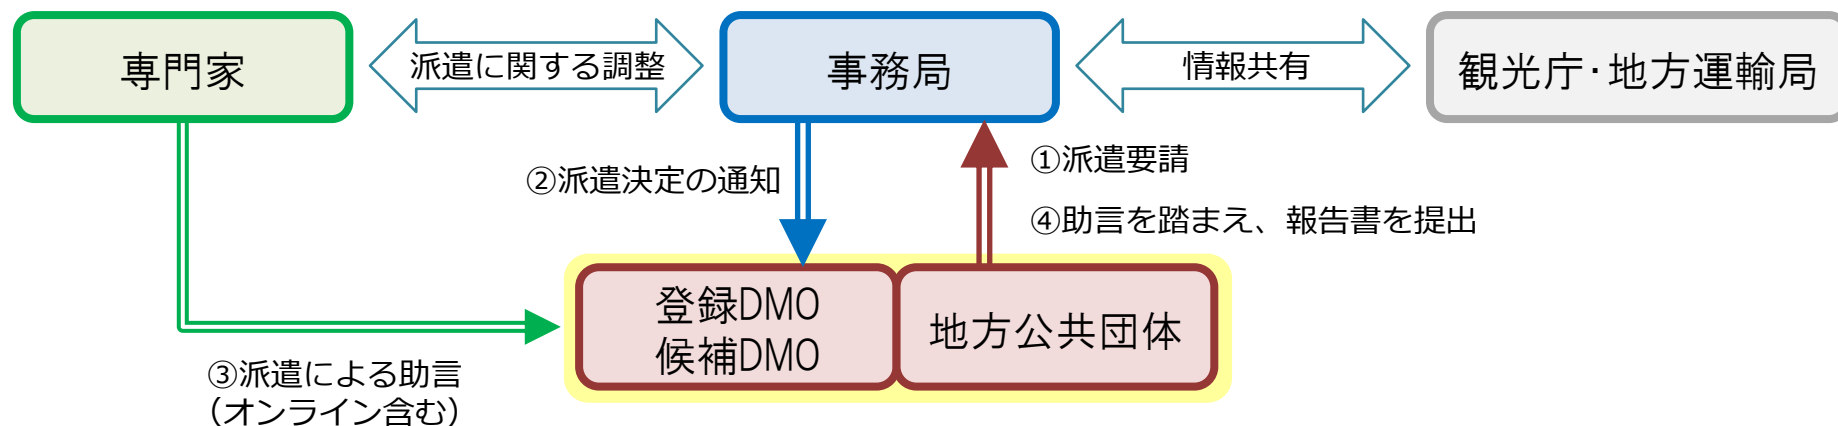 専門家
派遣に関する調整
事務局
情報共有
観光庁・地方運輸局
②派遣決定の通知
①派遣要請
④助言を踏まえ、報告書を提出
登録DMO
候補DMO
地方公共団体
③派遣による助言
（オンライン含む）